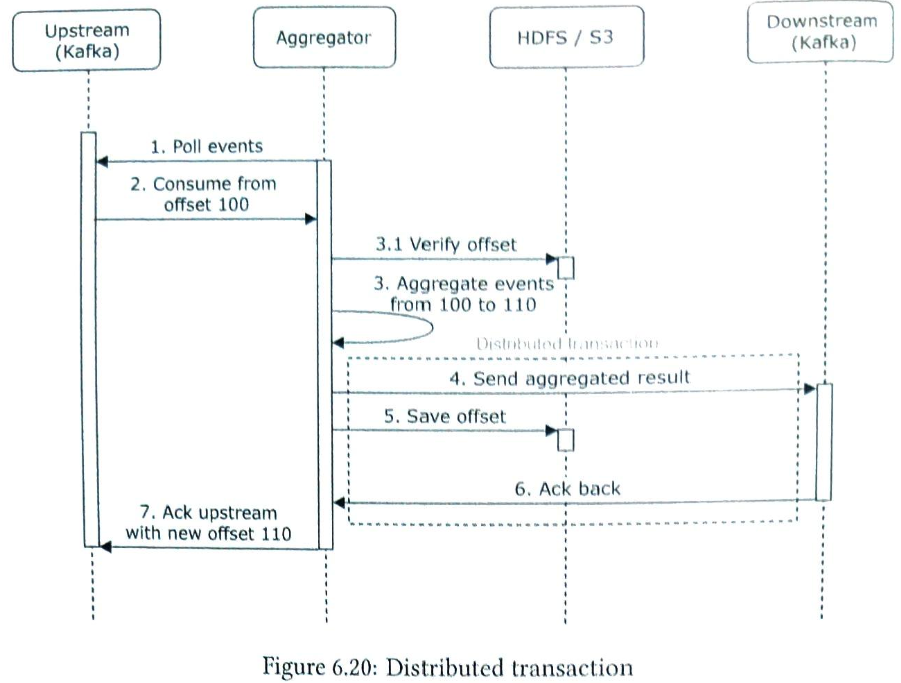 Upstream
(Kafka)
Aggregator
HDFS / S3
Downstream
(Kafka)
1. Poll events
2. Consume from
offset 100
3.1 Verify offset
3. Aggregate events
from 100 to 110
Distributed transaction
4. Send aggregated result
5. Save offset
6. Ack back
7. Ack upstream
with new offset 110
Figure 6.20: Distributed transaction